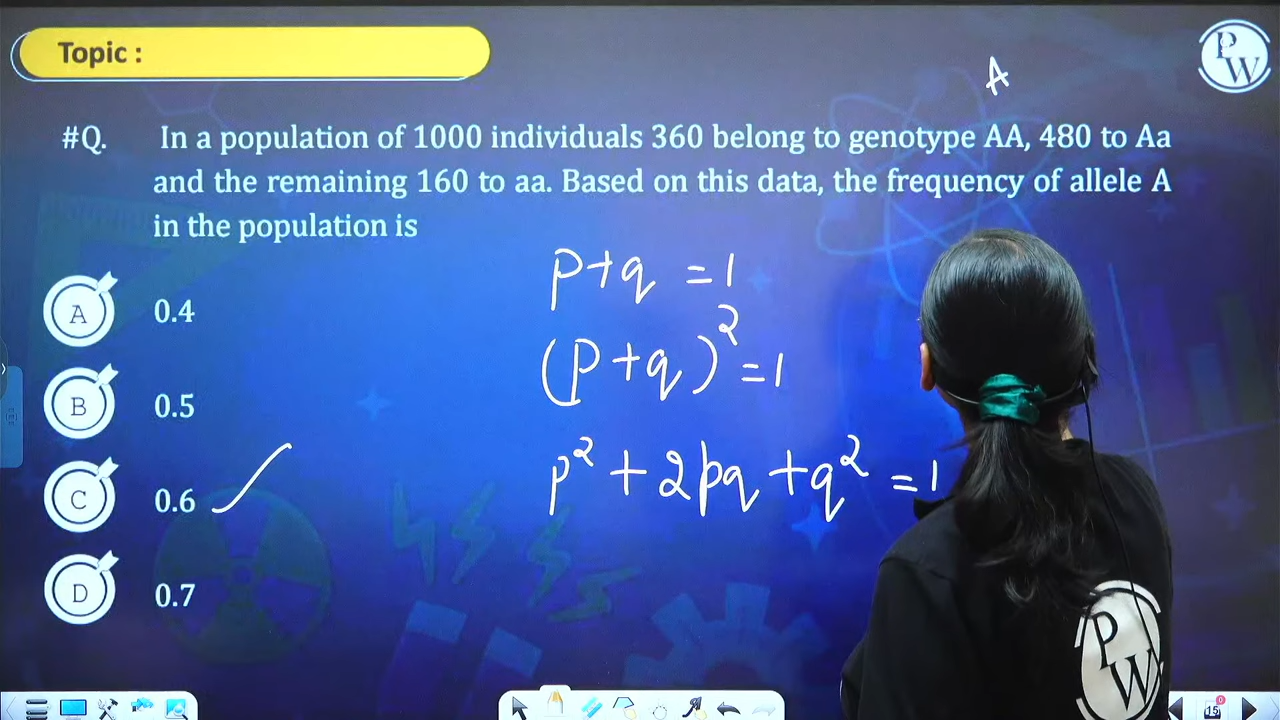 Topic :
PW
A
#Q. In a population of 1000 individuals 360 belong to genotype AA, 480 to Aa
and the remaining 160 to aa. Based on this data, the frequency of allele A
in the population is
p+q =1
A 0.4
(p+q)² =1
B 0.5
p² + 2pq + q² =1
C 0.6
D 0.7
PW
15